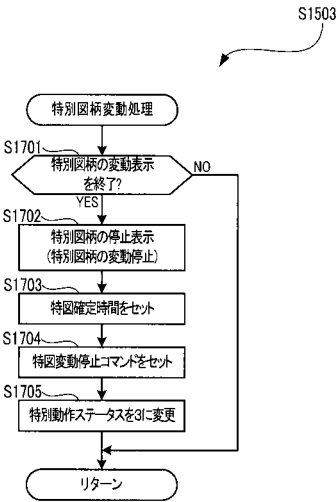 S1503
特別図柄変動処理
S1701
特別図柄の変動表示
を終了?
NO
YES
S1702
特別図柄の停止表示
(特別図柄の変動停止)
S1703
特図確定時間をセット
S1704
特図変動停止コマンドをセット
S1705
特別動作ステータスを3に変更
リターン